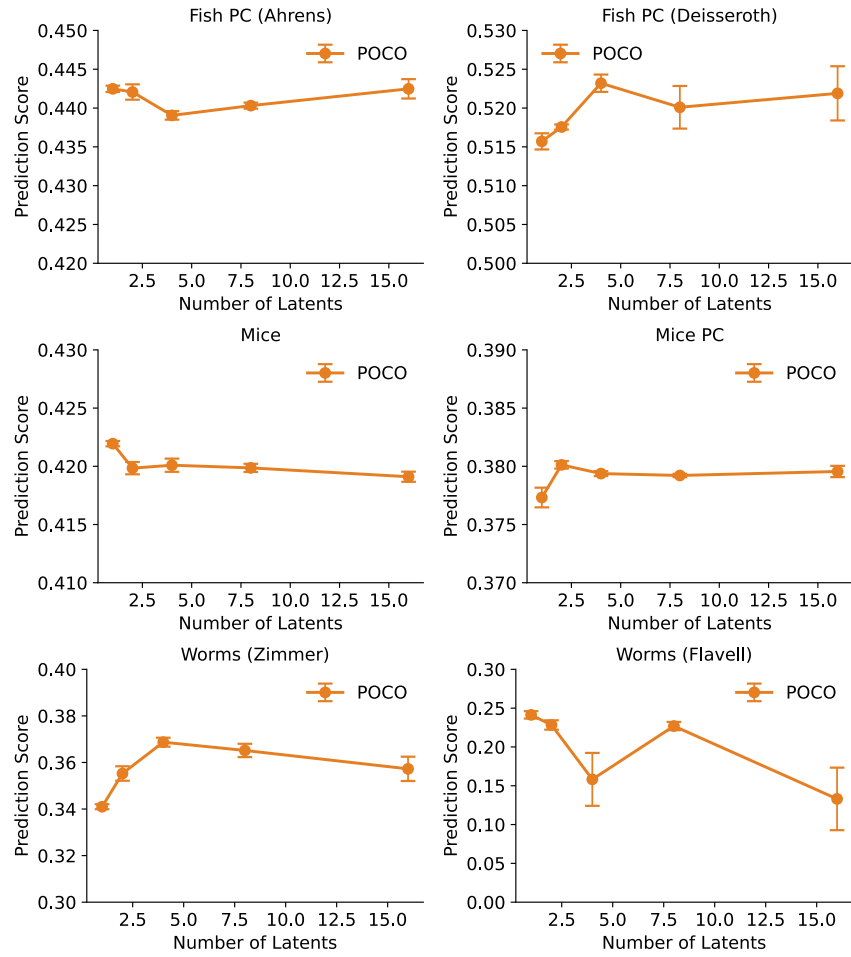 Fish PC (Ahrens)
0.450
0.445
0.440
0.435
0.430
0.425
0.420
Prediction Score
POCO
2.5 5.0 7.5 10.0 12.5 15.0
Number of Latents
Fish PC (Deisseroth)
0.530
0.525
0.520
0.515
0.510
0.505
0.500
Prediction Score
POCO
2.5 5.0 7.5 10.0 12.5 15.0
Number of Latents
Mice
0.430
0.425
0.420
0.415
0.410
Prediction Score
POCO
2.5 5.0 7.5 10.0 12.5 15.0
Number of Latents
Mice PC
0.390
0.385
0.380
0.375
0.370
Prediction Score
POCO
2.5 5.0 7.5 10.0 12.5 15.0
Number of Latents
Worms (Zimmer)
0.40
0.38
0.36
0.34
0.32
0.30
Prediction Score
POCO
2.5 5.0 7.5 10.0 12.5 15.0
Number of Latents
Worms (Flavell)
0.30
0.25
0.20
0.15
0.10
0.05
0.00
Prediction Score
POCO
2.5 5.0 7.5 10.0 12.5 15.0
Number of Latents